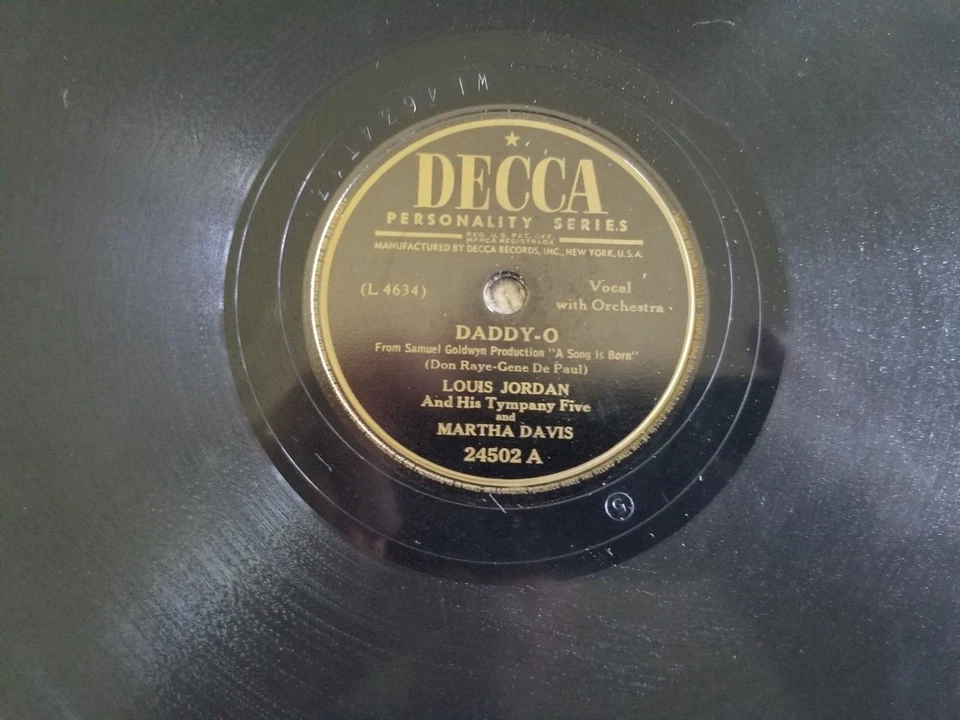 DECCA
PERSONALITY SERIES
REG. U.S. PAT. OFF.
MARCA REGISTRADA
MANUFACTURED BY DECCA RECORDS, INC., NEW YORK, U.S.A.
(L 4634)
Vocal
with Orchestra
DADDY-O
From Samuel Goldwyn Production "A Song Is Born"
(Don Raye-Gene De Paul)
LOUIS JORDAN
And His Tympany Five
and
MARTHA DAVIS
24502 A
G